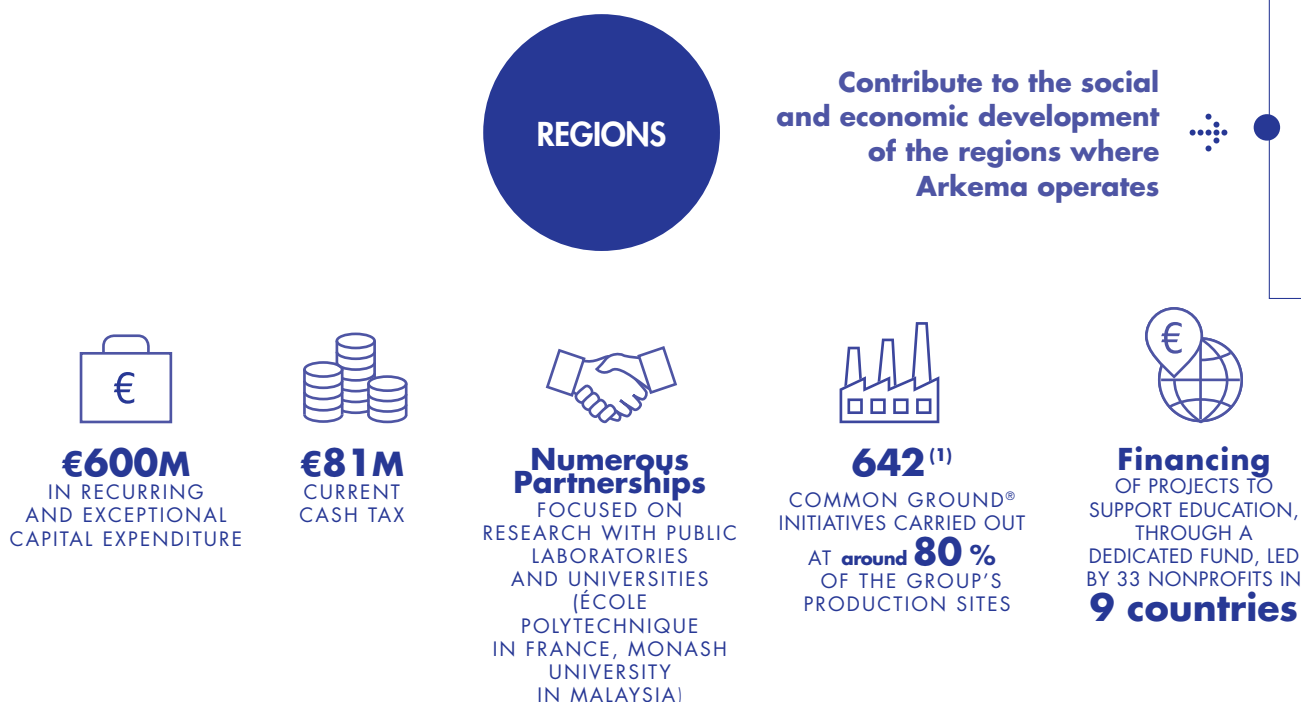 REGIONS
Contribute to the social
and economic development
of the regions where
Arkema operates
€
€600M
IN RECURRING
AND EXCEPTIONAL
CAPITAL EXPENDITURE
€81M
CURRENT
CASH TAX
Numerous
Partnerships
FOCUSED ON
RESEARCH WITH PUBLIC
LABORATORIES
AND UNIVERSITIES
(ÉCOLE
POLYTECHNIQUE
IN FRANCE, MONASH
UNIVERSITY
IN MALAYSIA)
642 (1)
COMMON GROUND®
INITIATIVES CARRIED OUT
AT around 80 %
OF THE GROUP'S
PRODUCTION SITES
€
Financing
OF PROJECTS TO
SUPPORT EDUCATION,
THROUGH A
DEDICATED FUND, LED
BY 33 NONPROFITS IN
9 countries